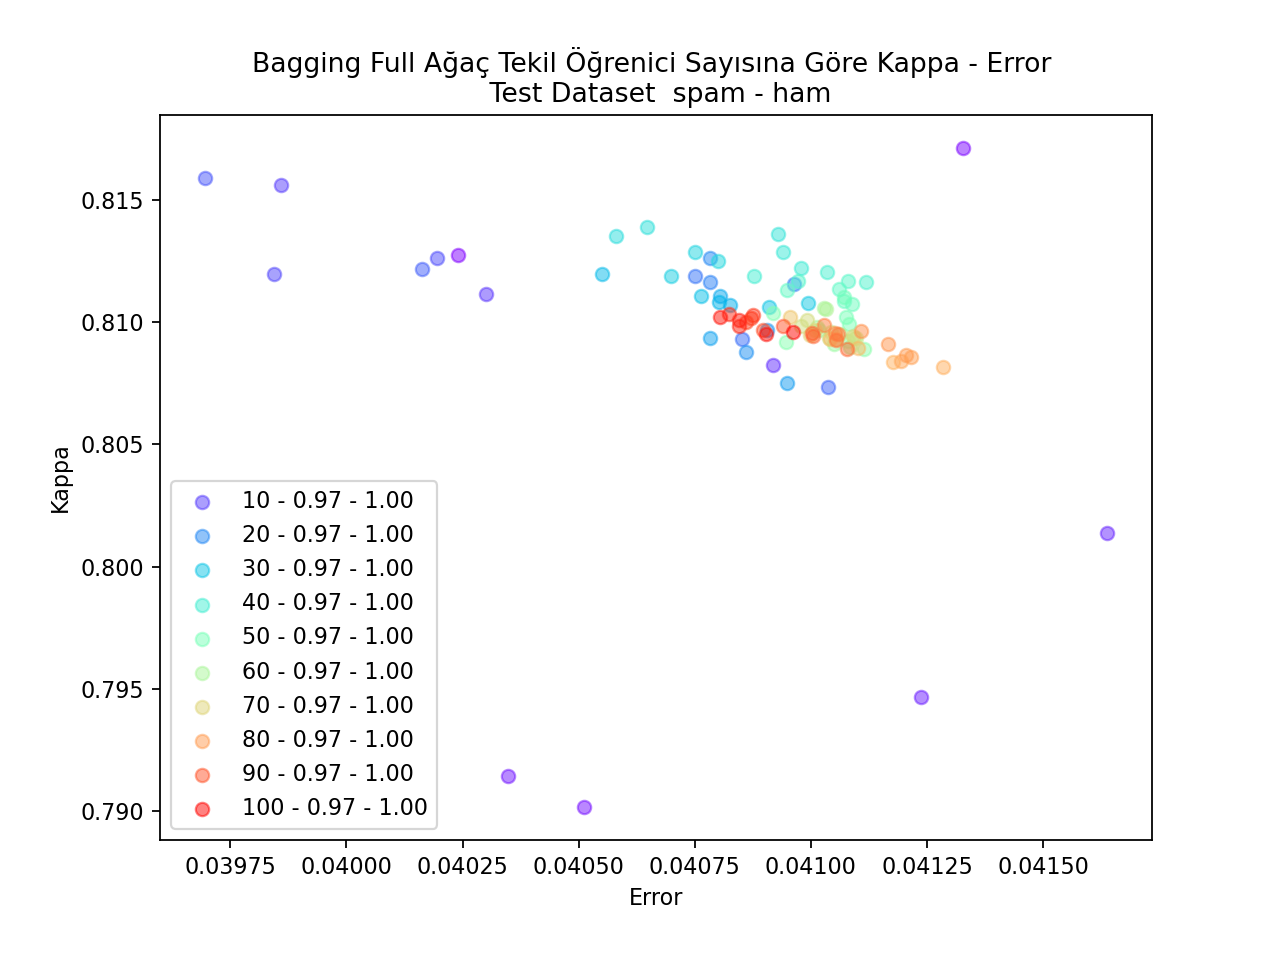 Bagging Full Ağaç Tekil Öğrenici Sayısına Göre Kappa - Error
Test Dataset  spam - ham
Kappa
0.815
0.810
0.805
0.800
0.795
0.790
10 - 0.97 - 1.00
20 - 0.97 - 1.00
30 - 0.97 - 1.00
40 - 0.97 - 1.00
50 - 0.97 - 1.00
60 - 0.97 - 1.00
70 - 0.97 - 1.00
80 - 0.97 - 1.00
90 - 0.97 - 1.00
100 - 0.97 - 1.00
0.03975 0.04000 0.04025 0.04050 0.04075 0.04100 0.04125 0.04150
Error